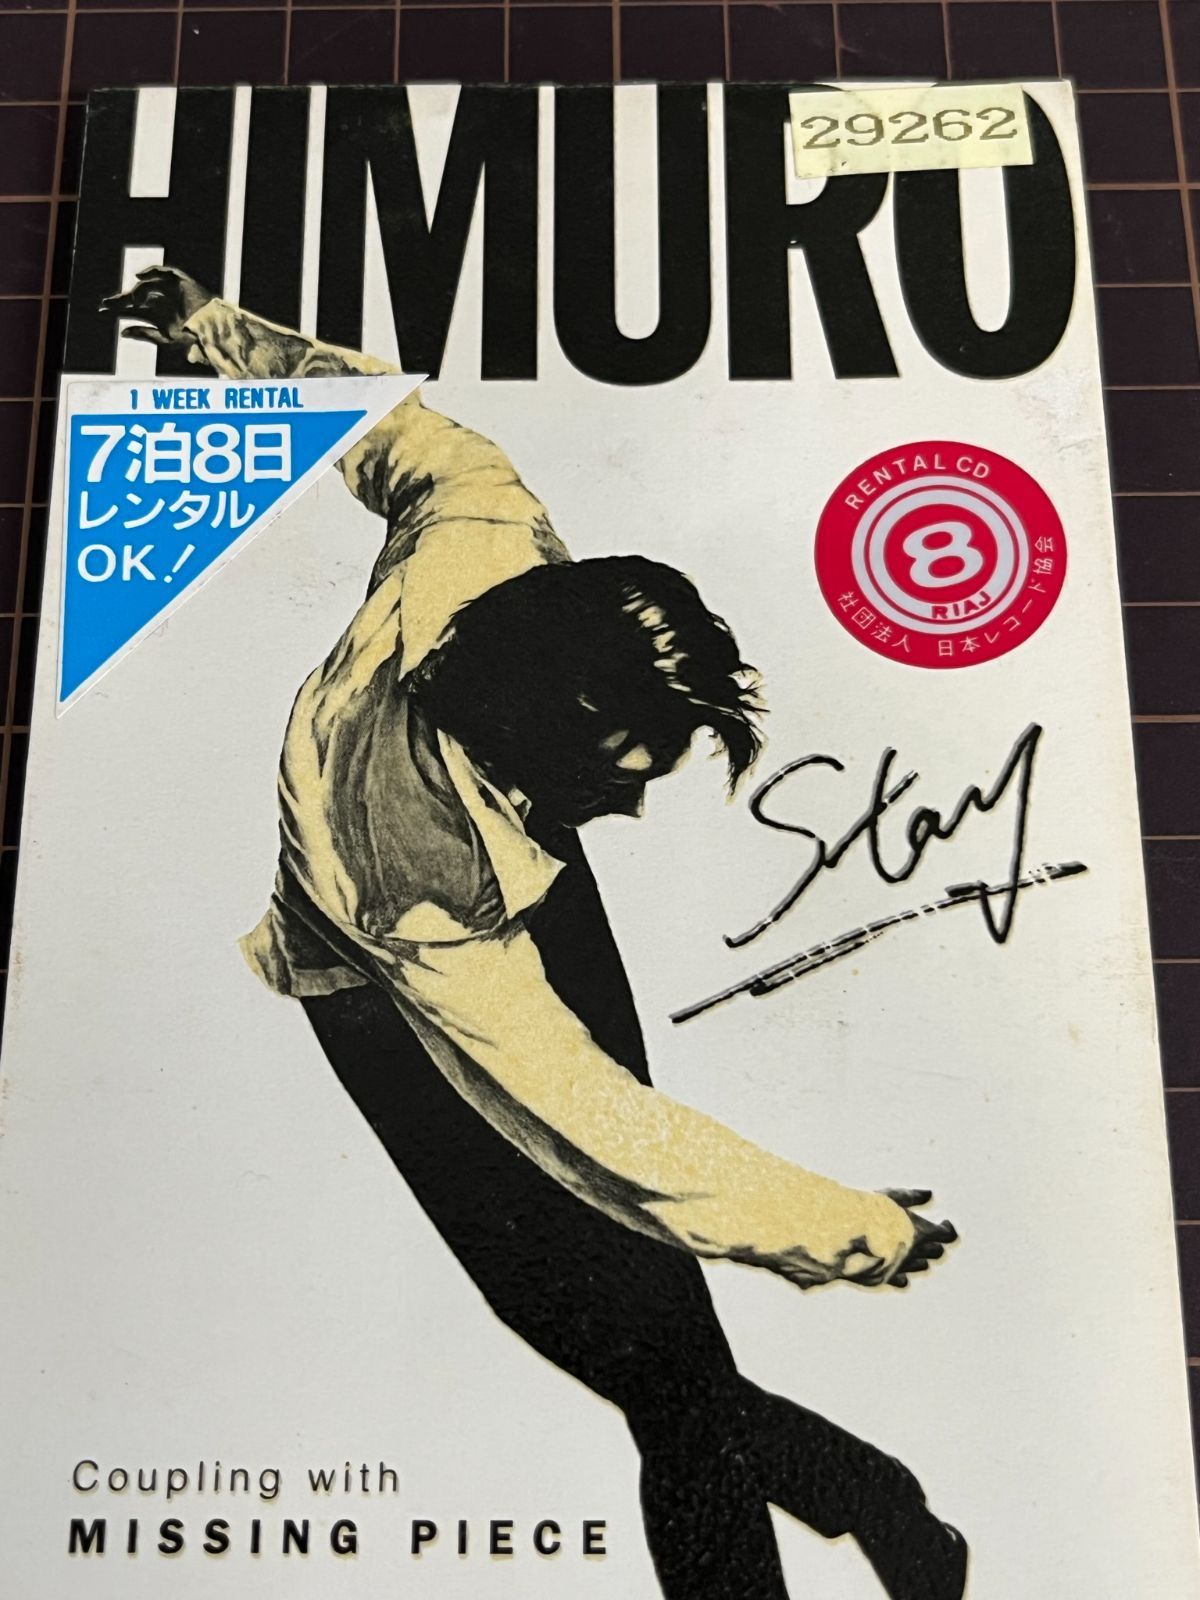 HIMURO
29262
1 WEEK RENTAL
7泊8日
レンタル
OK!
RENTAL CD
8
RIAJ
社団法人 日本レコード協会
Stay
Coupling with
MISSING PIECE